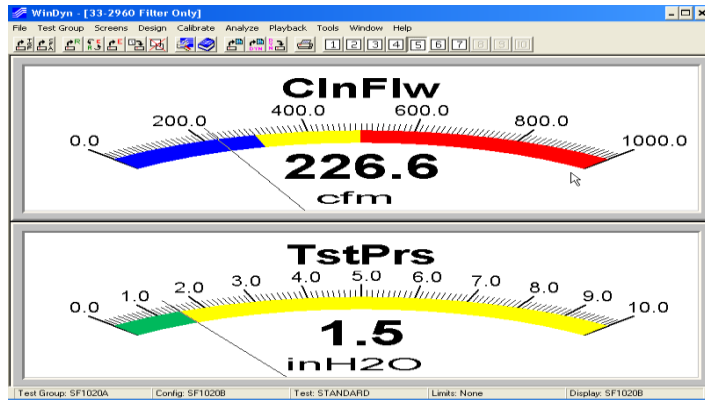 WinDyn - [33-2960 Filter Only]
File Test Group Screens Design Calibrate Analyze Playback Tools Window Help
1 2 3 4 5 6 7 8 9 10
ClnFlw
0.0 200.0 400.0 600.0 800.0 1000.0
226.6
cfm
TstPrs
0.0 1.0 2.0 3.0 4.0 5.0 6.0 7.0 8.0 9.0 10.0
1.5
inH2O
Test Group: SF1020A Config: SF1020B Test: STANDARD Limits: None Display: SF1020B